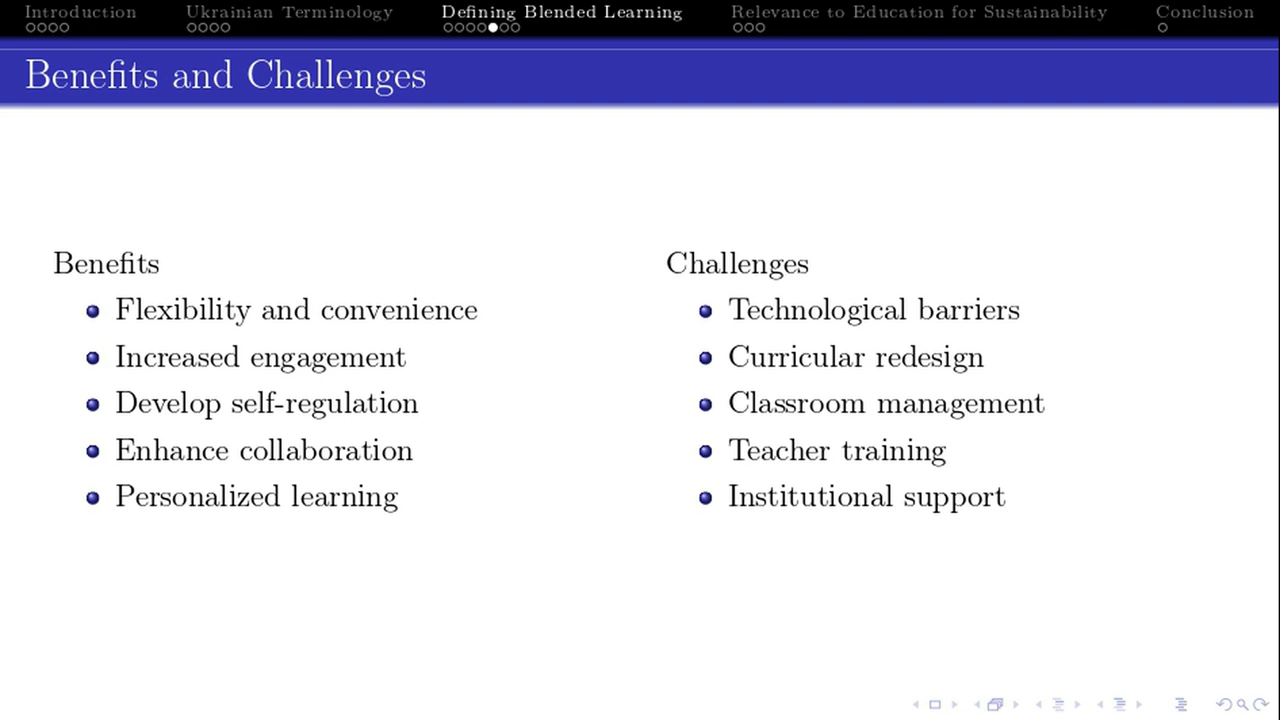 Introduction
Ukrainian Terminology
Defining Blended Learning
Relevance to Education for Sustainability
Conclusion
Benefits and Challenges
Benefits
Flexibility and convenience
Increased engagement
Develop self-regulation
Enhance collaboration
Personalized learning
Challenges
Technological barriers
Curricular redesign
Classroom management
Teacher training
Institutional support